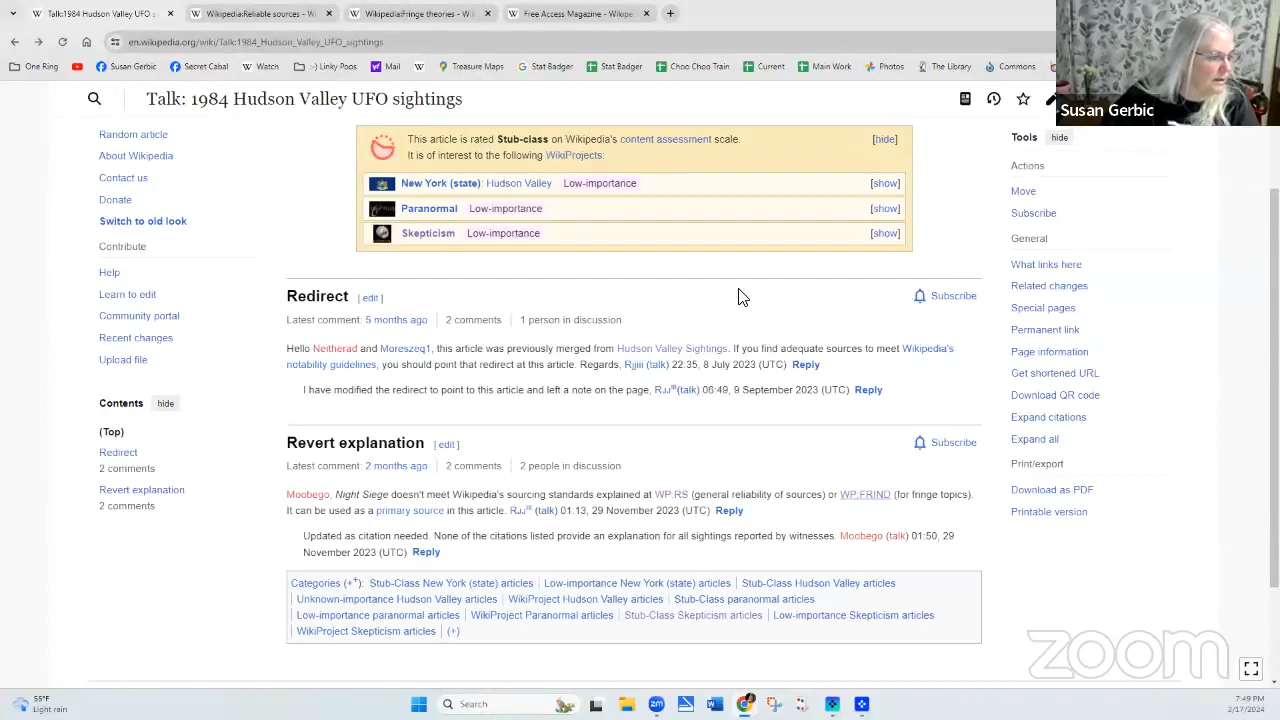 Talk:1984 Hudson Valley UFO
WikipediaReliable sources - Wiki
WikipediaFringe theories - Wiki
Free Access Magazine - Wikipe
en.wikipedia.org/wiki/Talk:1984_Hudson_Valley_UFO_sightings
One Ring
Susan Gerbic
Secret Cabal
Watch
:-) Linky Poo
Mail
Treasure Maps
Stat Badger
Stat Badger
Choo Choo Train
Current
Main Work
Photos
The Library
Commons
Susan Gerbic
Talk: 1984 Hudson Valley UFO sightings
Random article
About Wikipedia
Contact us
Donate
Switch to old look
Contribute
Help
Learn to edit
Community portal
Recent changes
Upload file
Contents hide
(Top)
Redirect
2 comments
Revert explanation
2 comments
This article is rated Stub-class on Wikipedia's content assessment scale. [hide]
It is of interest to the following WikiProjects:
New York (state): Hudson Valley Low-importance [show]
Paranormal Low-importance [show]
Skepticism Low-importance [show]
Redirect [ edit ] Subscribe
Latest comment: 5 months ago 2 comments 1 person in discussion
Hello Neitherad and Moreszeq1, this article was previously merged from Hudson Valley Sightings. If you find adequate sources to meet Wikipedia's
notability guidelines, you should point that redirect at this article. Regards, Rjjiii (talk) 22:35, 8 July 2023 (UTC) Reply
I have modified the redirect to point to this article and left a note on the page, RJJiii(talk) 06:49, 9 September 2023 (UTC) Reply
Revert explanation [ edit ] Subscribe
Latest comment: 2 months ago 2 comments 2 people in discussion
Moobego, Night Siege doesn't meet Wikipedia's sourcing standards explained at WP:RS (general reliability of sources) or WP:FRIND (for fringe topics).
It can be used as a primary source in this article. RJJiii (talk) 01:13, 29 November 2023 (UTC) Reply
Updated as citation needed. None of the citations listed provide an explanation for all sightings reported by witnesses. Moobego (talk) 01:50, 29
November 2023 (UTC) Reply
Categories (+⁺): Stub-Class New York (state) articles Low-importance New York (state) articles Stub-Class Hudson Valley articles
Unknown-importance Hudson Valley articles WikiProject Hudson Valley articles Stub-Class paranormal articles
Low-importance paranormal articles WikiProject Paranormal articles Stub-Class Skepticism articles Low-importance Skepticism articles
WikiProject Skepticism articles (+)
Tools hide
Actions
Move
Subscribe
General
What links here
Related changes
Special pages
Permanent link
Page information
Get shortened URL
Download QR code
Expand citations
Expand all
Print/export
Download as PDF
Printable version
zoom
55°F
Light rain
Search
7:49 PM
2/17/2024